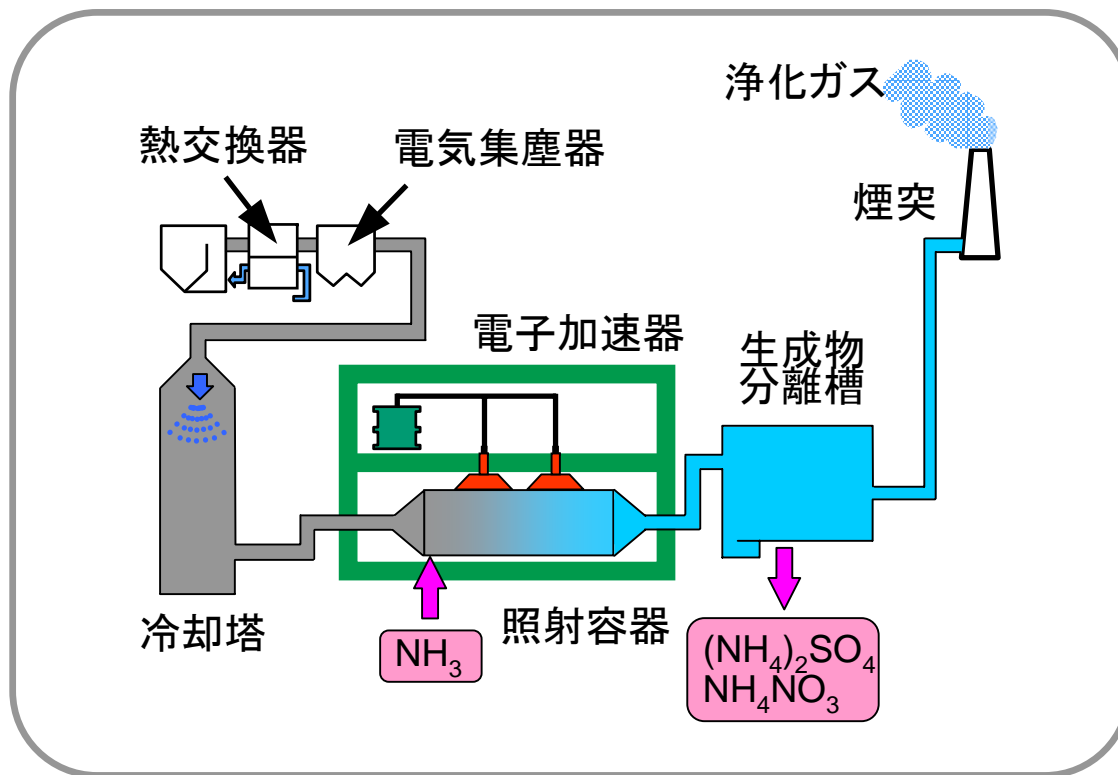 浄化ガス
熱交換器
電気集塵器
煙突
電子加速器
生成物
分離槽
冷却塔
照射容器
NH₃
(NH₄)₂SO₄
NH₄NO₃